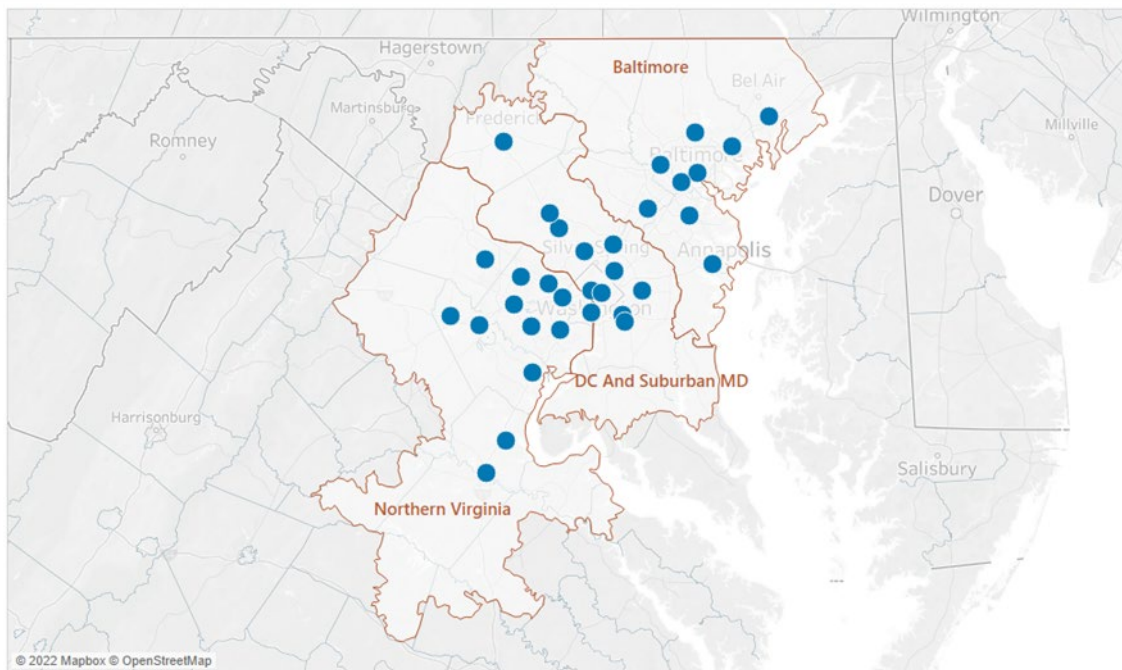 Wilmington
Hagerstown
Baltimore
Bel Air
Martinsburg
Frederick
Millville
Romney
Baltimore
Dover
Silver Spring
Annapolis
Washington
DC And Suburban MD
Harrisonburg
Salisbury
Northern Virginia
© 2022 Mapbox © OpenStreetMap